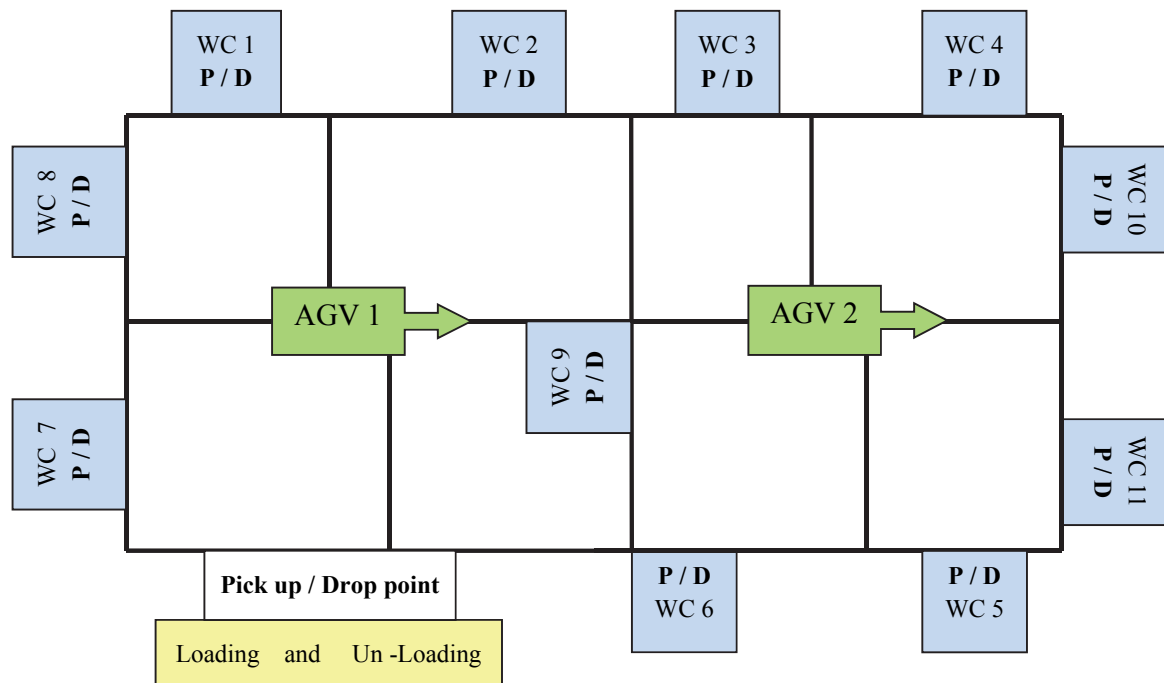 WC 1
P / D
WC 2
P / D
WC 3
P / D
WC 4
P / D
WC 8
P / D
WC 10
P / D
AGV 1
AGV 2
WC 9
P / D
WC 7
P / D
WC 11
P / D
Pick up / Drop point
P / D
WC 6
P / D
WC 5
Loading and Un -Loading